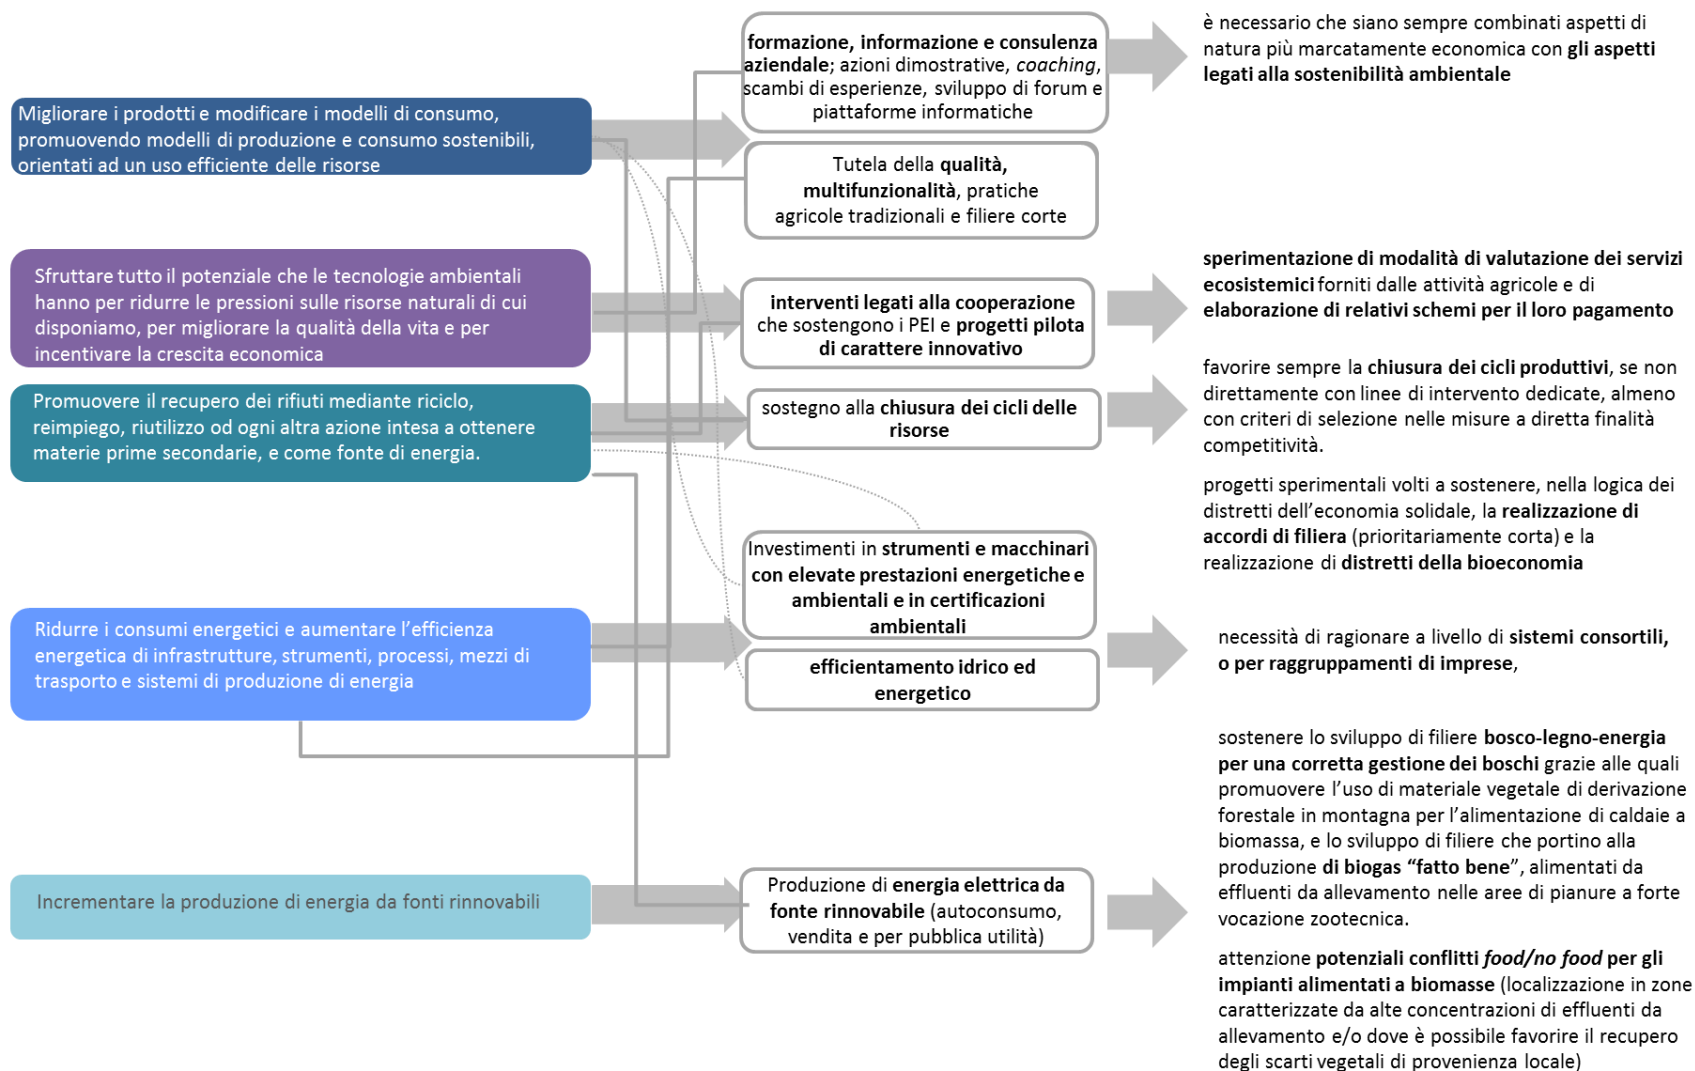 Migliorare i prodotti e modificare i modelli di consumo,
promuovendo modelli di produzione e consumo sostenibili,
orientati ad un uso efficiente delle risorse
Sfruttare tutto il potenziale che le tecnologie ambientali
hanno per ridurre le pressioni sulle risorse naturali di cui
disponiamo, per migliorare la qualità della vita e per
incentivare la crescita economica
Promuovere il recupero dei rifiuti mediante riciclo,
reimpiego, riutilizzo od ogni altra azione intesa a ottenere
materie prime secondarie, e come fonte di energia.
Ridurre i consumi energetici e aumentare l’efficienza
energetica di infrastrutture, strumenti, processi, mezzi di
trasporto e sistemi di produzione di energia
Incrementare la produzione di energia da fonti rinnovabili
formazione, informazione e consulenza
aziendale; azioni dimostrative, coaching,
scambi di esperienze, sviluppo di forum e
piattaforme informatiche
Tutela della qualità,
multifunzionalità, pratiche
agricole tradizionali e filiere corte
interventi legati alla cooperazione
che sostengono i PEI e progetti pilota
di carattere innovativo
sostegno alla chiusura dei cicli delle
risorse
Investimenti in strumenti e macchinari
con elevate prestazioni energetiche e
ambientali e in certificazioni
ambientali
efficientamento idrico ed
energetico
Produzione di energia elettrica da
fonte rinnovabile (autoconsumo,
vendita e per pubblica utilità)
è necessario che siano sempre combinati aspetti di
natura più marcatamente economica con gli aspetti
legati alla sostenibilità ambientale
sperimentazione di modalità di valutazione dei servizi
ecosistemici forniti dalle attività agricole e di
elaborazione di relativi schemi per il loro pagamento
favorire sempre la chiusura dei cicli produttivi, se non
direttamente con linee di intervento dedicate, almeno
con criteri di selezione nelle misure a diretta finalità
competitività.
progetti sperimentali volti a sostenere, nella logica dei
distretti dell’economia solidale, la realizzazione di
accordi di filiera (prioritariamente corta) e la
realizzazione di distretti della bioeconomia
necessità di ragionare a livello di sistemi consortili,
o per raggruppamenti di imprese,
sostenere lo sviluppo di filiere bosco-legno-energia
per una corretta gestione dei boschi grazie alle quali
promuovere l’uso di materiale vegetale di derivazione
forestale in montagna per l’alimentazione di caldaie a
biomassa, e lo sviluppo di filiere che portino alla
produzione di biogas “fatto bene”, alimentati da
effluenti da allevamento nelle aree di pianure a forte
vocazione zootecnica.
attenzione potenziali conflitti food/no food per gli
impianti alimentati a biomasse (localizzazione in zone
caratterizzate da alte concentrazioni di effluenti da
allevamento e/o dove è possibile favorire il recupero
degli scarti vegetali di provenienza locale)